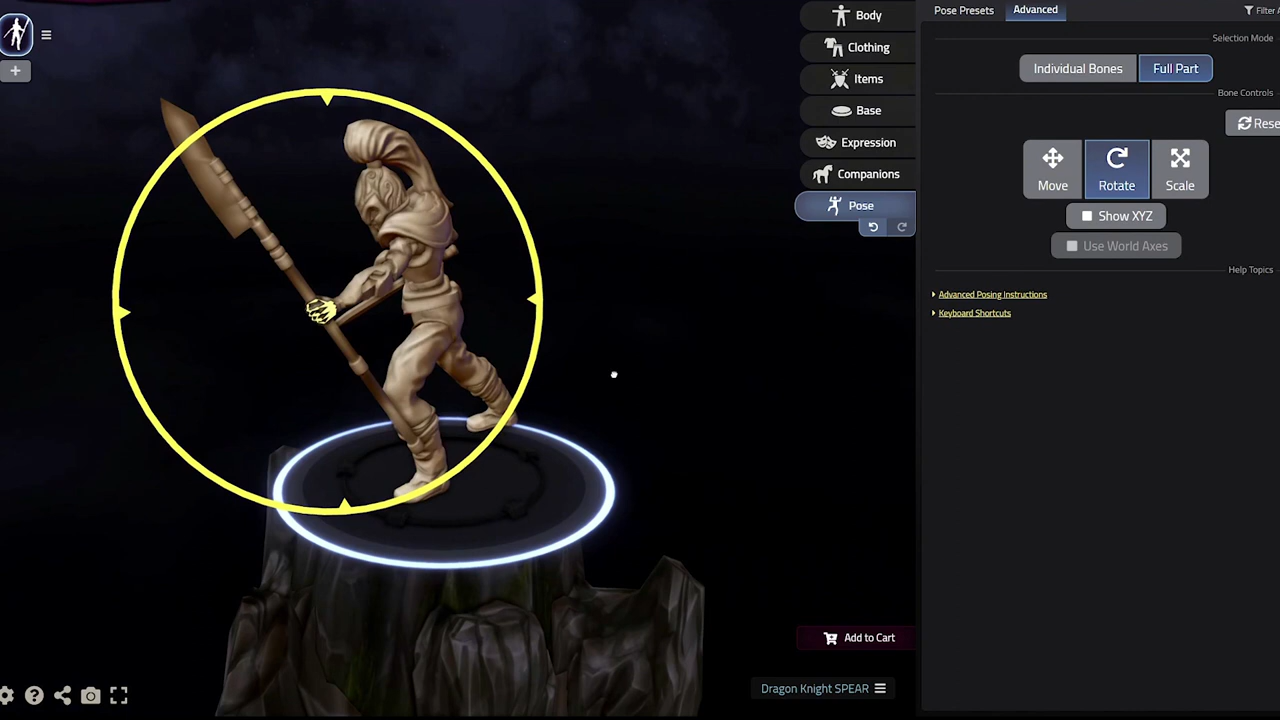 Body
Clothing
Items
Base
Expression
Companions
Pose
Pose Presets
Advanced
Filter
Selection Mode
Individual Bones
Full Part
Bone Controls
Rese
Move
Rotate
Scale
Show XYZ
Use World Axes
Help Topics
Advanced Posing Instructions
Keyboard Shortcuts
Add to Cart
Dragon Knight SPEAR